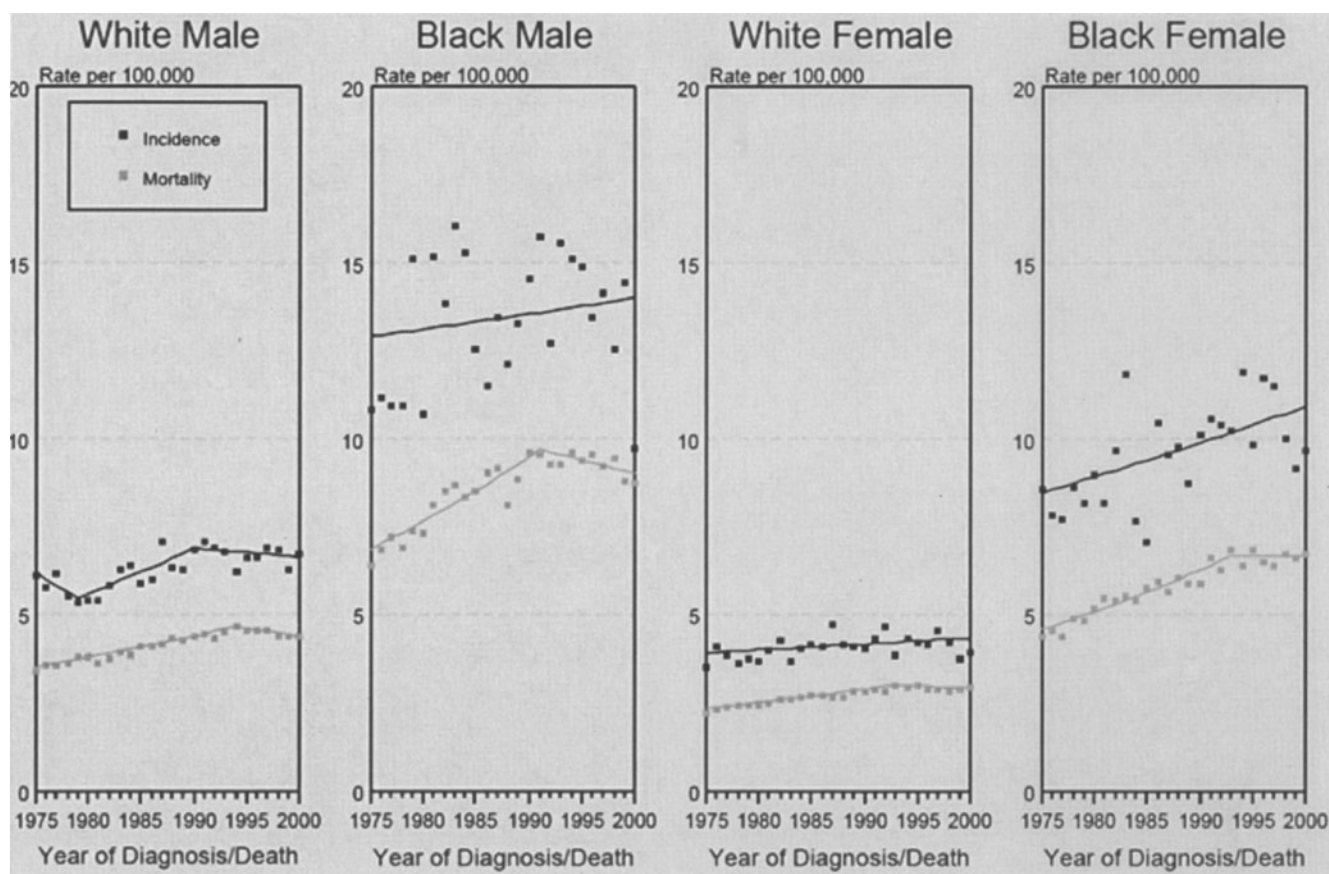 White Male
Black Male
White Female
Black Female
Rate per 100,000
Rate per 100,000
Rate per 100,000
Rate per 100,000
Incidence
Mortality
20
15
10
5
0
20
15
10
5
0
20
15
10
5
0
20
15
10
5
0
1975 1980 1985 1990 1995 2000
1975 1980 1985 1990 1995 2000
1975 1980 1985 1990 1995 2000
1975 1980 1985 1990 1995 2000
Year of Diagnosis/Death
Year of Diagnosis/Death
Year of Diagnosis/Death
Year of Diagnosis/Death